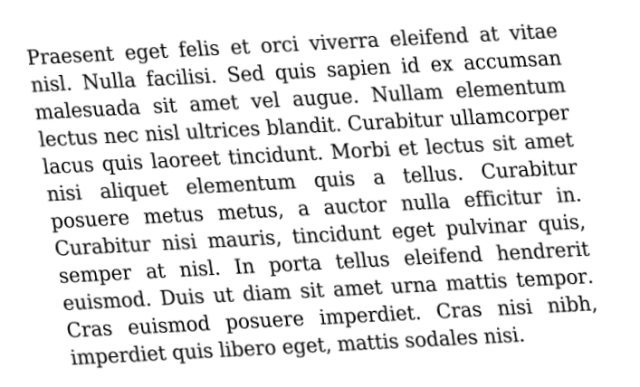 Praesent eget felis et orci viverra eleifend at vitae
nisl. Nulla facilisi. Sed quis sapien id ex accumsan
malesuada sit amet vel augue. Nullam elementum
lectus nec nisl ultrices blandit. Curabitur ullamcorper
lacus quis laoreet tincidunt. Morbi et lectus sit amet
nisi aliquet elementum quis a tellus. Curabitur
posuere metus metus, a auctor nulla efficitur in.
Curabitur nisi mauris, tincidunt eget pulvinar quis,
semper at nisl. In porta tellus eleifend hendrerit
euismod. Duis ut diam sit amet urna mattis tempor.
Cras euismod posuere imperdiet. Cras nisi nibh,
imperdiet quis libero eget, mattis sodales nisi.